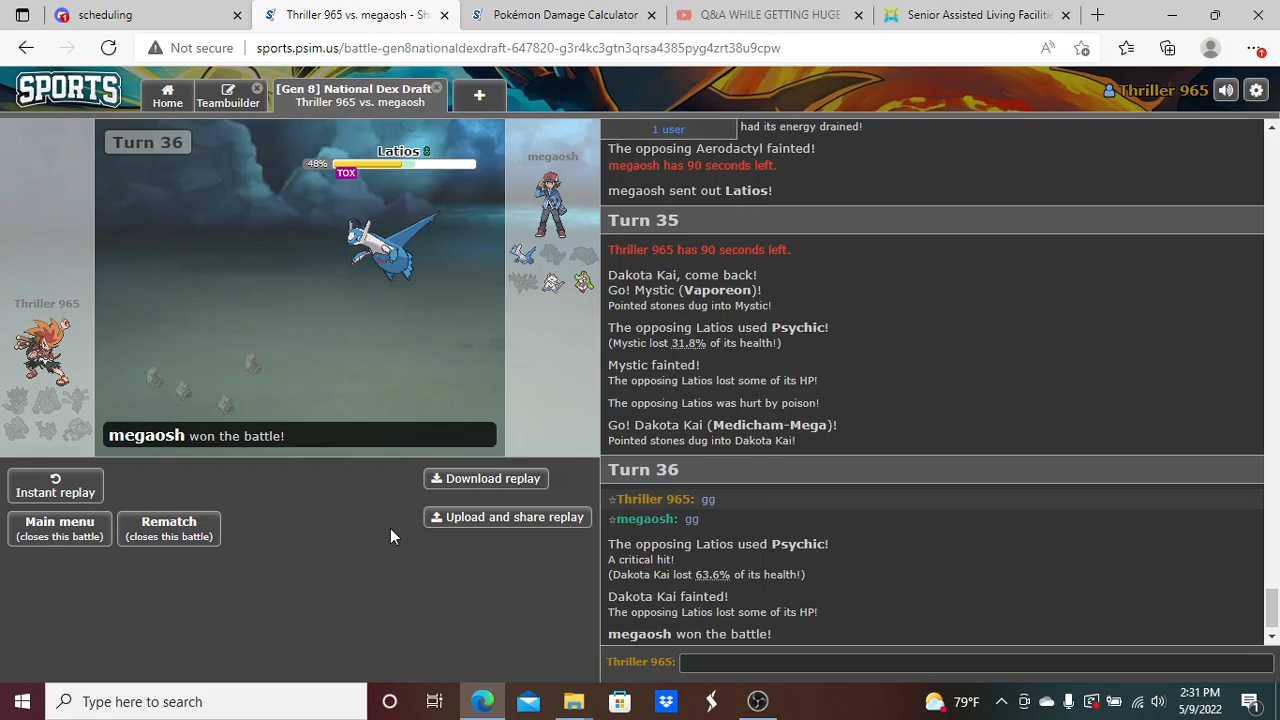 scheduling
Thriller 965 vs. megaosh - Sh
Pokémon Damage Calculator
Q&A WHILE GETTING HUGE
Senior Assisted Living Faciliti
Not secure
sports.psim.us/battle-gen8nationaldexdraft-647820-g3r4kc3gtn3qrsa4385pyg4zrt38u9cpw
SPORTS
Home
Teambuilder
[Gen 8] National Dex Draft
Thriller 965 vs. megaosh
+
Thriller 965
Turn 36
Latios
48%
TOX
megaosh
Thriller 965
megaosh won the battle!
Instant replay
Download replay
Upload and share replay
Main menu
(closes this battle)
Rematch
(closes this battle)
1 user
had its energy drained!
The opposing Aerodactyl fainted!
megaosh has 90 seconds left.
megaosh sent out Latios!
Turn 35
Thriller 965 has 90 seconds left.
Dakota Kai, come back!
Go! Mystic (Vaporeon)!
Pointed stones dug into Mystic!
The opposing Latios used Psychic!
(Mystic lost 31.8% of its health!)
Mystic fainted!
The opposing Latios lost some of its HP!
The opposing Latios was hurt by poison!
Go! Dakota Kai (Medicham-Mega)!
Pointed stones dug into Dakota Kai!
Turn 36
☆Thriller 965: gg
☆megaosh: gg
The opposing Latios used Psychic!
A critical hit!
(Dakota Kai lost 63.6% of its health!)
Dakota Kai fainted!
The opposing Latios lost some of its HP!
megaosh won the battle!
Thriller 965:
Type here to search
79°F
2:31 PM
5/9/2022
1